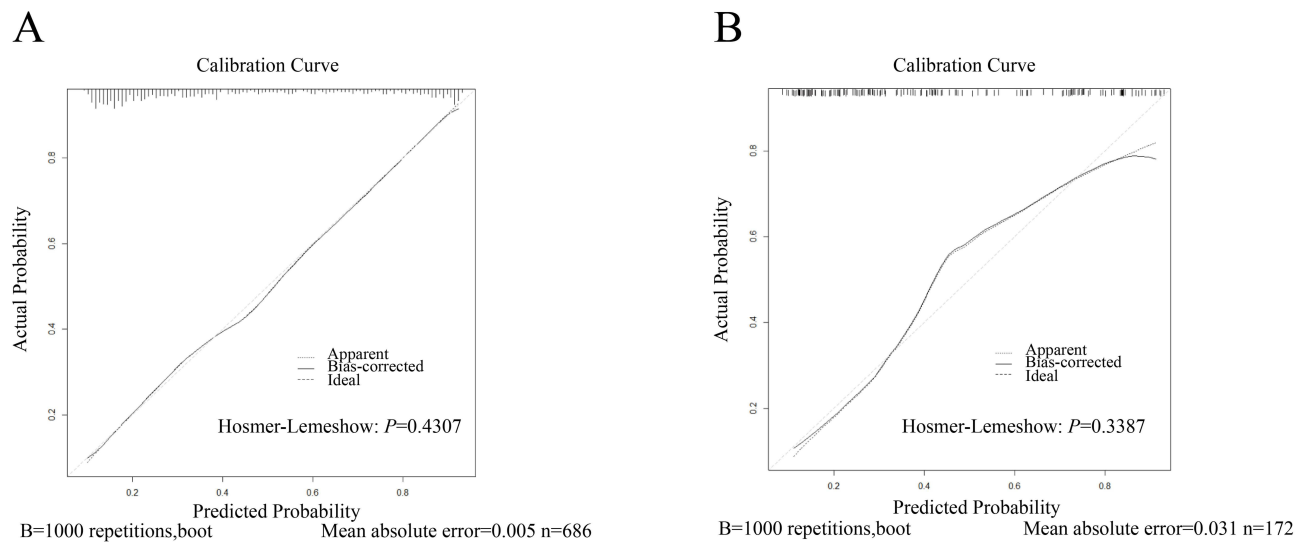 A
Calibration Curve
Actual Probability
0.8
0.6
0.4
0.2
Apparent
Bias-corrected
Ideal
Hosmer-Lemeshow: P=0.4307
0.2 0.4 0.6 0.8
Predicted Probability
B=1000 repetitions,boot Mean absolute error=0.005 n=686
B
Calibration Curve
Actual Probability
0.8
0.6
0.4
0.2
Apparent
Bias-corrected
Ideal
Hosmer-Lemeshow: P=0.3387
0.2 0.4 0.6 0.8
Predicted Probability
B=1000 repetitions,boot Mean absolute error=0.031 n=172